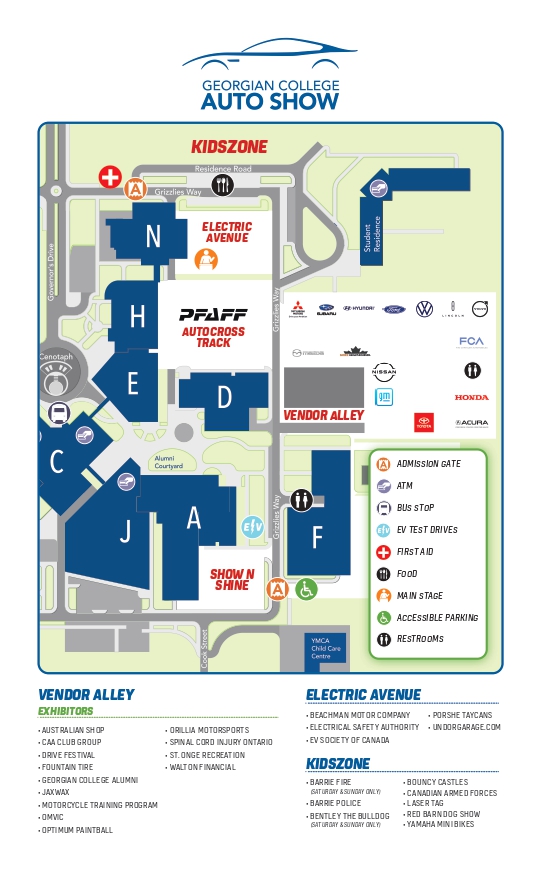 GEORGIAN COLLEGE
AUTO SHOW
KIDSZONE
Residence Road
Grizzlies Way
A
N
ELECTRIC
AVENUE
Student
Residence
Governor's Drive
H
PFAFF
AUTOCROSS
TRACK
Grizzlies Way
MITSUBISHI
SUBARU
HYUNDAI
Ford
LINCOLN
VOLVO
FCA
mazda
Cenotaph
E
D
NISSAN
gm
HONDA
VENDOR ALLEY
TOYOTA
ACURA
C
Alumni
Courtyard
J
A
Grizzlies Way
E/V
F
SHOW N
SHINE
A
Cook Street
YMCA
Child Care
Centre
A ADMISSION GATE
ATM
BUS STOP
E/V EV TEST DRIVES
FIRST AID
FOOD
MAIN STAGE
ACCESSIBLE PARKING
RESTROOMS
VENDOR ALLEY
EXHIBITORS
• AUSTRALIAN SHOP
• CAA CLUB GROUP
• DRIVE FESTIVAL
• FOUNTAIN TIRE
• GEORGIAN COLLEGE ALUMNI
• JAXWAX
• MOTORCYCLE TRAINING PROGRAM
• OMVIC
• OPTIMUM PAINTBALL
• ORILLIA MOTORSPORTS
• SPINAL CORD INJURY ONTARIO
• ST. ONGE RECREATION
• WALTON FINANCIAL
ELECTRIC AVENUE
• BEACHMAN MOTOR COMPANY
• ELECTRICAL SAFETY AUTHORITY
• EV SOCIETY OF CANADA
• PORSHE TAYCANS
• UNDORGARAGE.COM
KIDSZONE
• BARRIE FIRE
(SATURDAY & SUNDAY ONLY)
• BARRIE POLICE
• BENTLEY THE BULLDOG
(SATURDAY & SUNDAY ONLY)
• BOUNCY CASTLES
• CANADIAN ARMED FORCES
• LASER TAG
• RED BARN DOG SHOW
• YAMAHA MINI BIKES